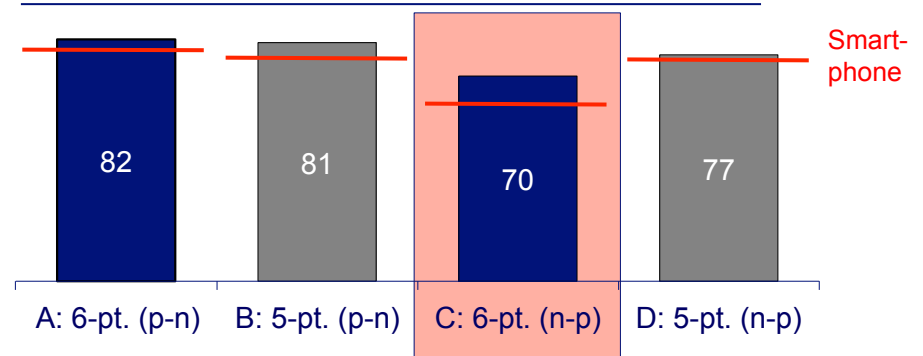 Smart-
phone
82
81
70
77
A: 6-pt. (p-n) B: 5-pt. (p-n) C: 6-pt. (n-p) D: 5-pt. (n-p)